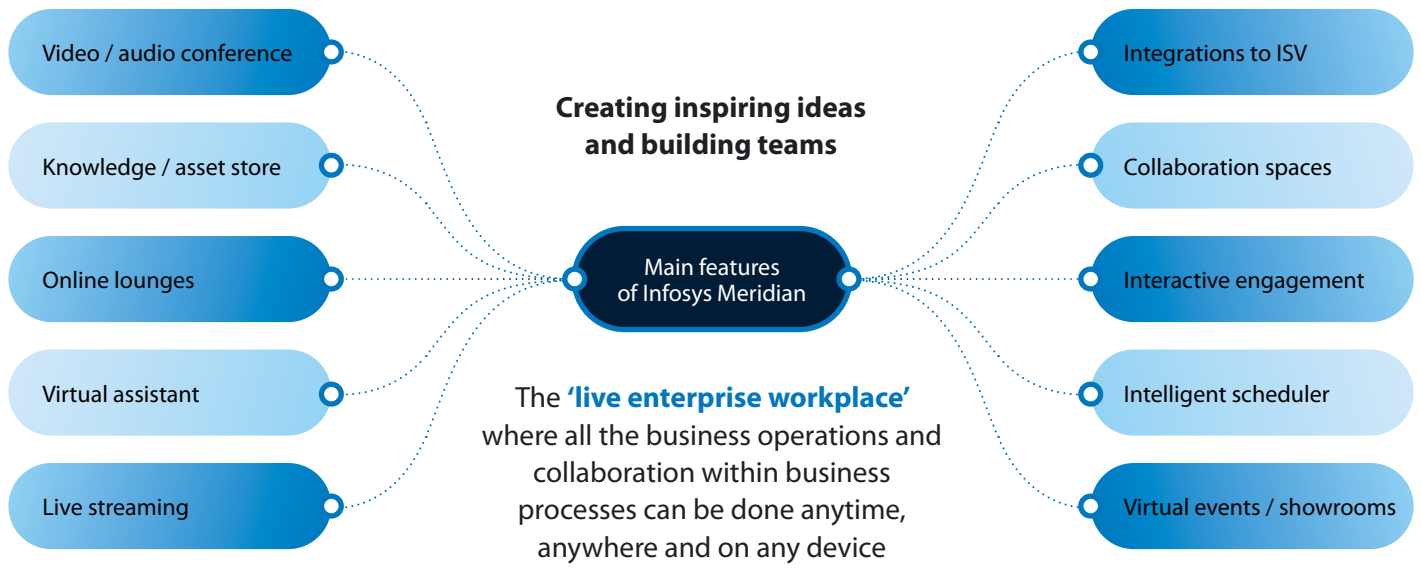 Video / audio conference
Knowledge / asset store
Online lounges
Virtual assistant
Live streaming
Creating inspiring ideas
and building teams
Main features
of Infosys Meridian
The ‘live enterprise workplace’
where all the business operations and
collaboration within business
processes can be done anytime,
anywhere and on any device
Integrations to ISV
Collaboration spaces
Interactive engagement
Intelligent scheduler
Virtual events / showrooms